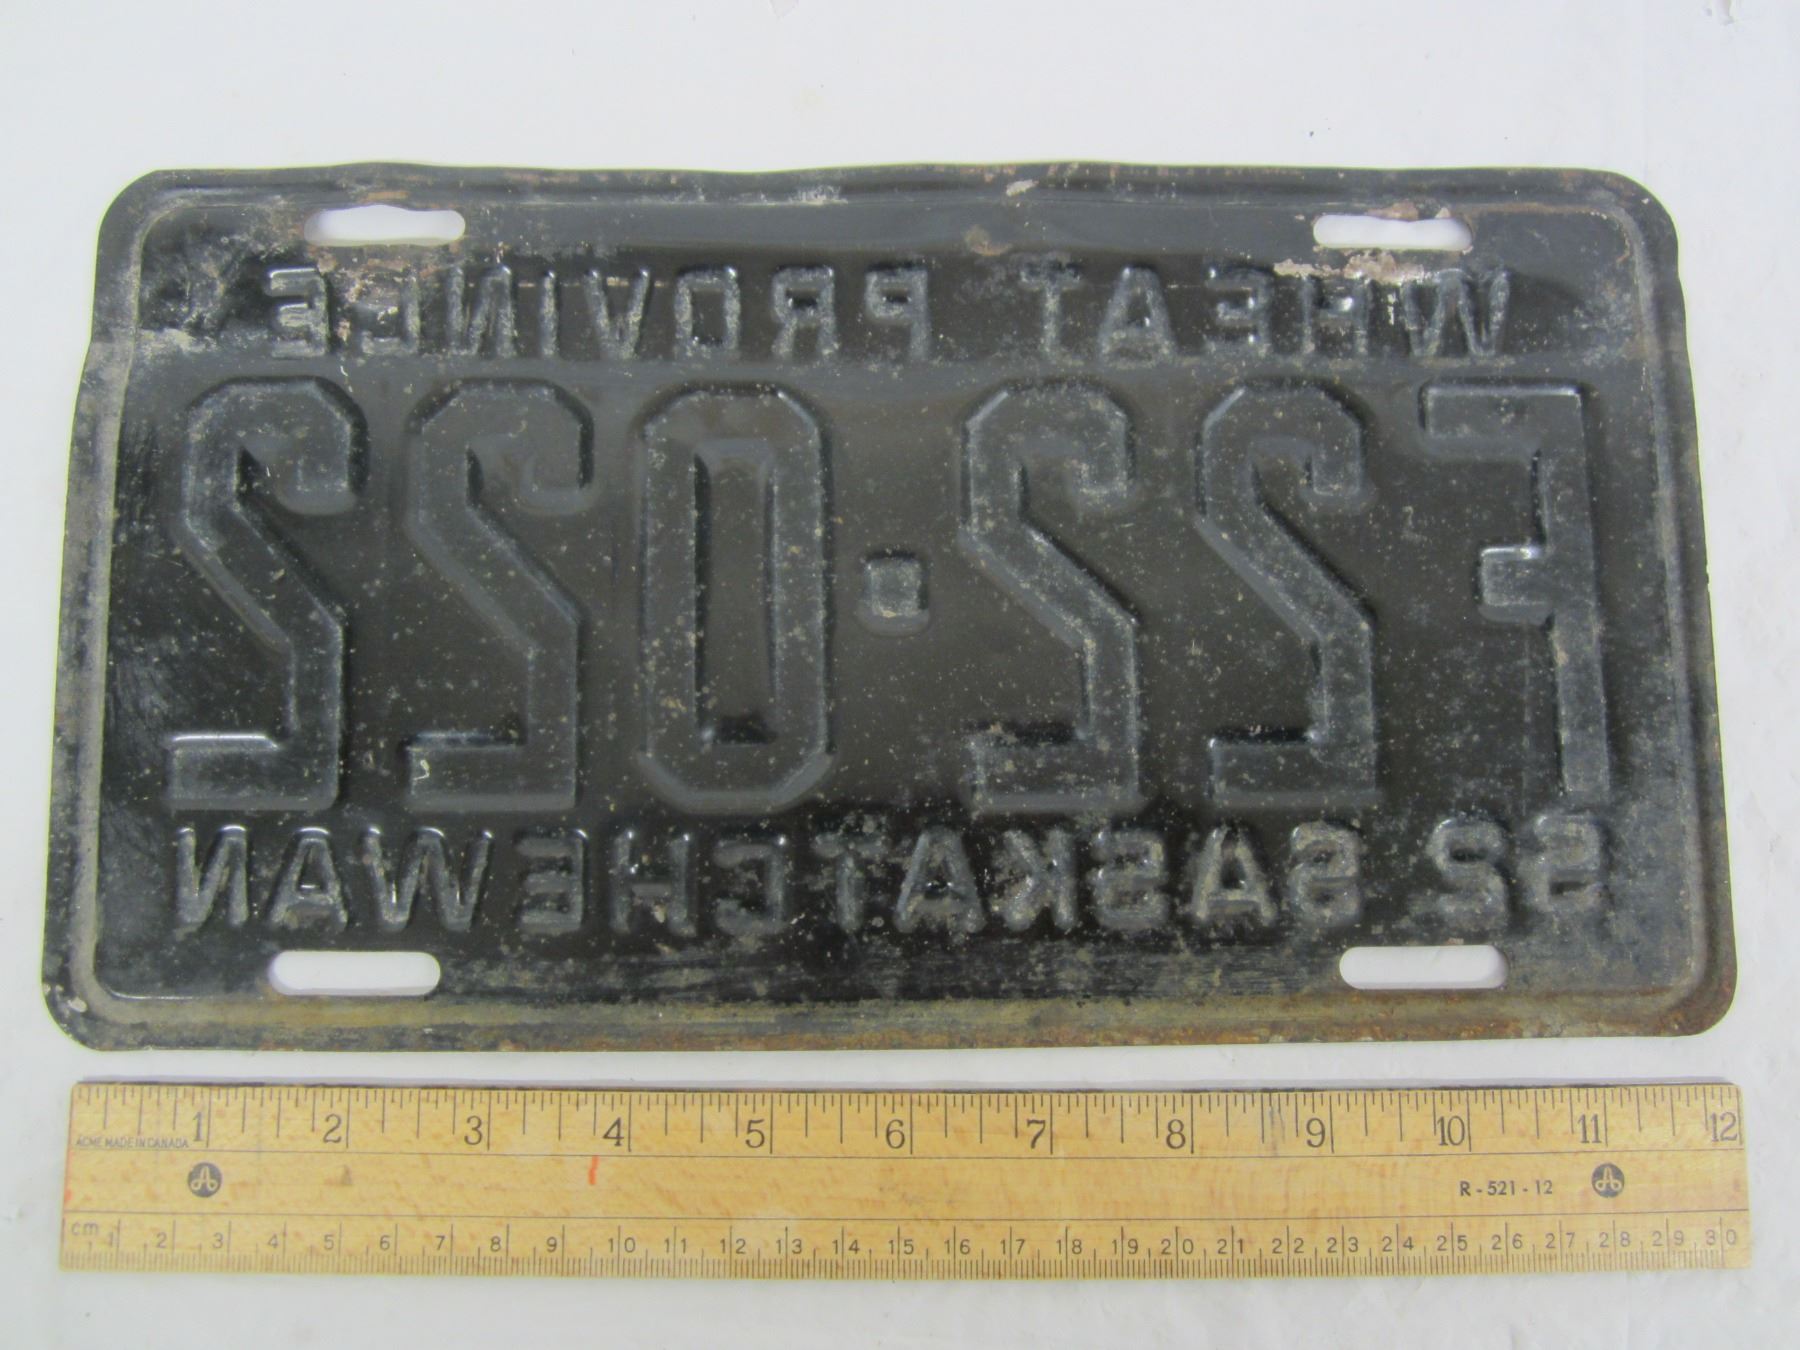 WHEAT PROVINCE
F22·022
52 SASKATCHEWAN
1 2 3 4 5 6 7 8 9 10 11 12
ACME MADE IN CANADA
R-521-12
cm 1 2 3 4 5 6 7 8 9 10 11 12 13 14 15 16 17 18 19 20 21 22 23 24 25 26 27 28 29 30